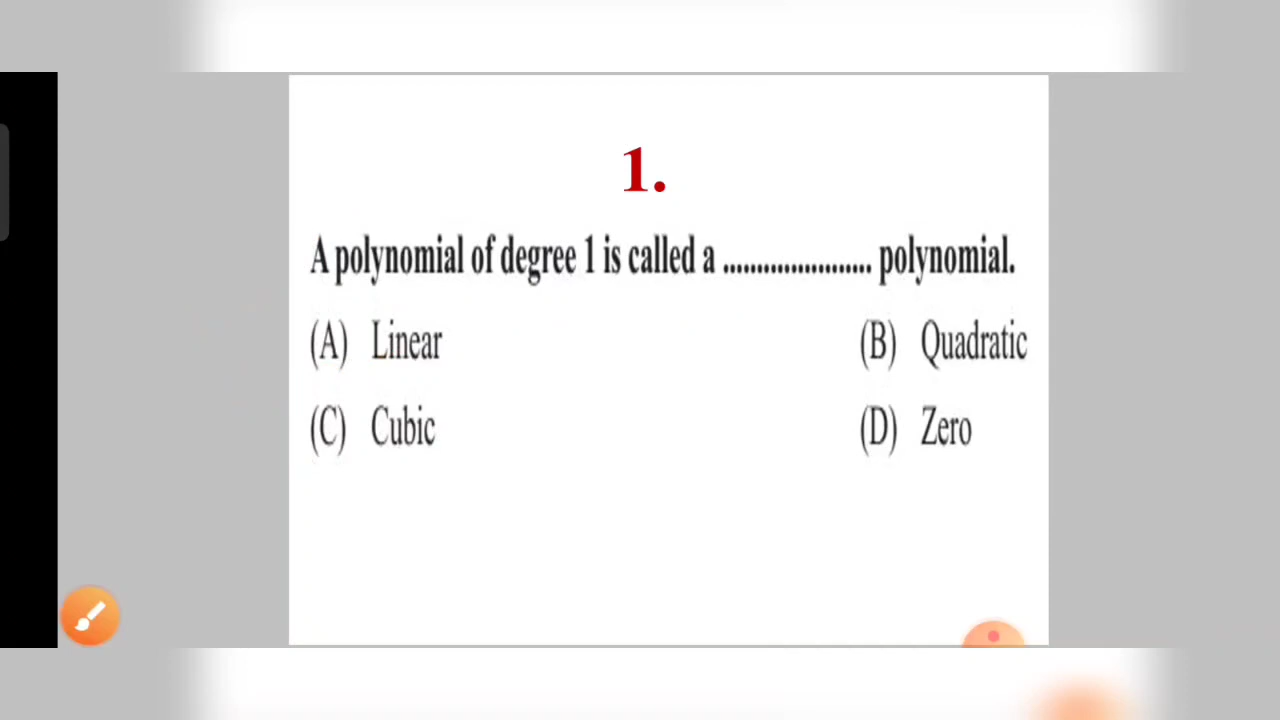 1.
A polynomial of degree 1 is called a ...................... polynomial.
(A) Linear (B) Quadratic
(C) Cubic (D) Zero